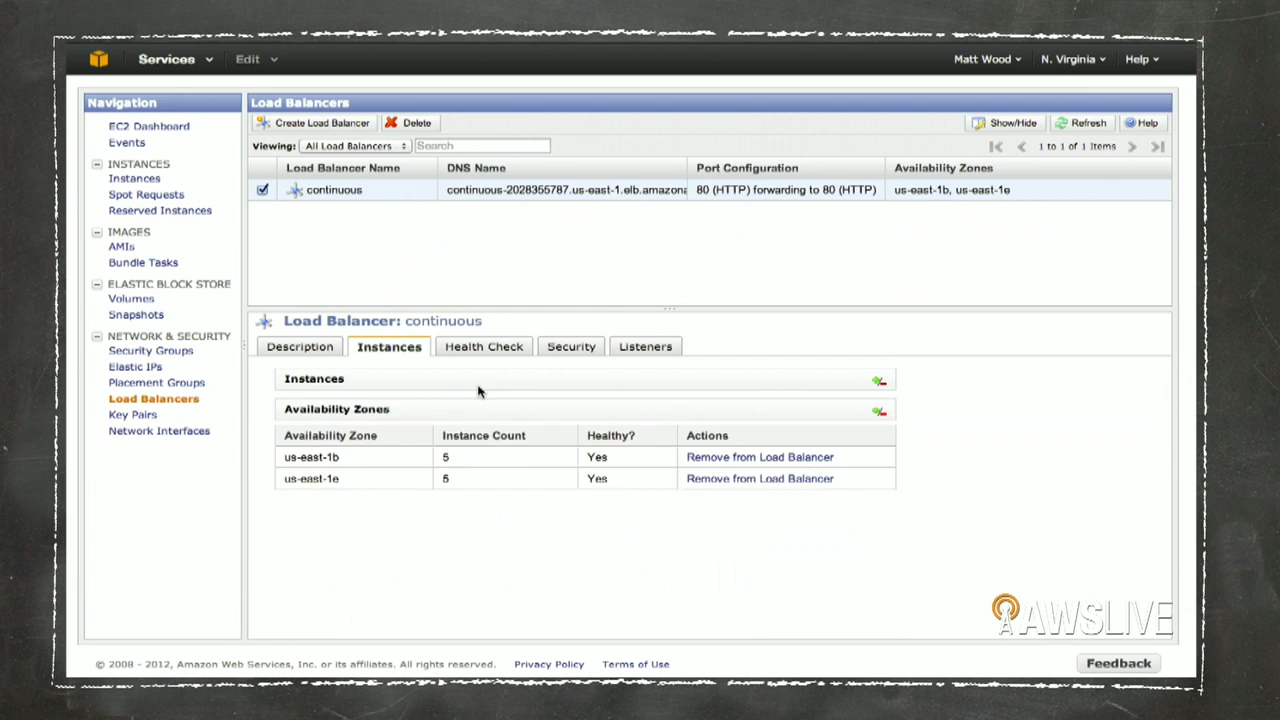 Services Edit Matt Wood N. Virginia Help
Navigation
EC2 Dashboard
Events
INSTANCES
Instances
Spot Requests
Reserved Instances
IMAGES
AMIs
Bundle Tasks
ELASTIC BLOCK STORE
Volumes
Snapshots
NETWORK & SECURITY
Security Groups
Elastic IPs
Placement Groups
Load Balancers
Key Pairs
Network Interfaces
Load Balancers
Create Load Balancer Delete Show/Hide Refresh Help
Viewing: All Load Balancers Search 1 to 1 of 1 Items
Load Balancer Name DNS Name Port Configuration Availability Zones
continuous continuous-2028355787.us-east-1.elb.amazona 80 (HTTP) forwarding to 80 (HTTP) us-east-1b, us-east-1e
Load Balancer: continuous
Description Instances Health Check Security Listeners
Instances
Availability Zones
Availability Zone Instance Count Healthy? Actions
us-east-1b 5 Yes Remove from Load Balancer
us-east-1e 5 Yes Remove from Load Balancer
AWSLIVE
© 2008 - 2012, Amazon Web Services, Inc. or its affiliates. All rights reserved. Privacy Policy Terms of Use Feedback